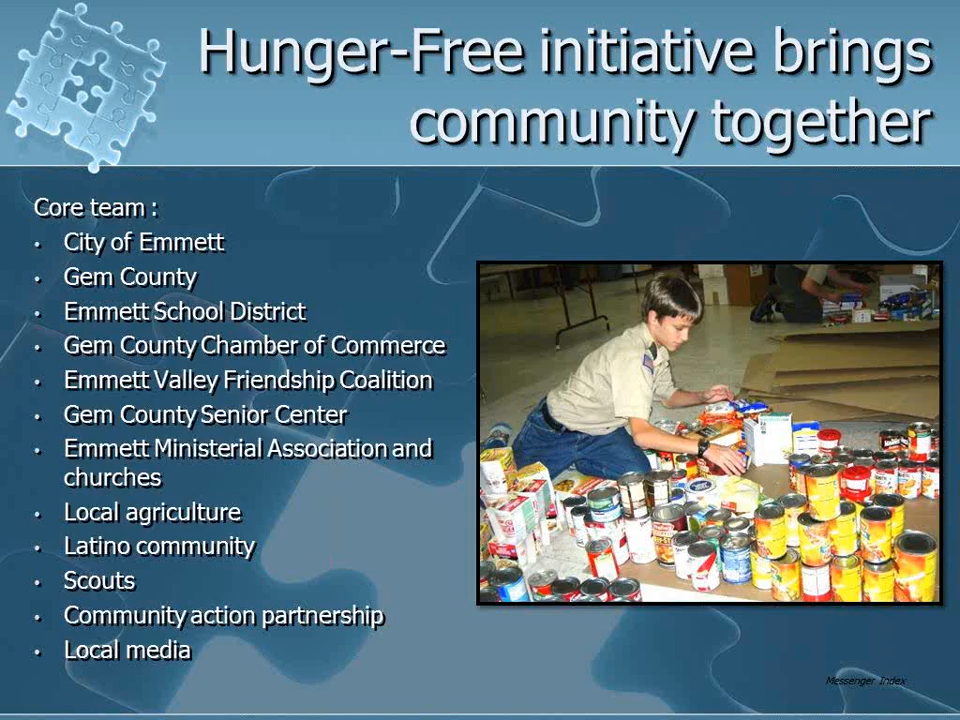 Hunger-Free initiative brings
community together
Core team :
• City of Emmett
• Gem County
• Emmett School District
• Gem County Chamber of Commerce
• Emmett Valley Friendship Coalition
• Gem County Senior Center
• Emmett Ministerial Association and
churches
• Local agriculture
• Latino community
• Scouts
• Community action partnership
• Local media
Messenger Index